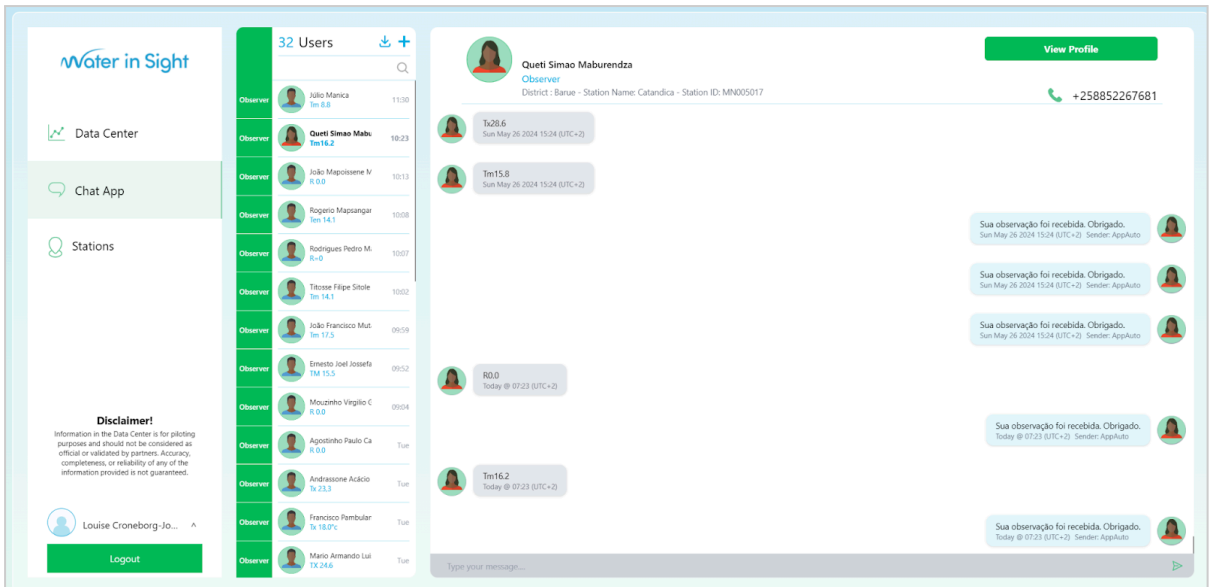 Water in Sight
Data Center
Chat App
Stations
Disclaimer!
Information in the Data Center is for piloting
purposes and should not be considered as
official or validated by partners. Accuracy,
completeness, or reliability of any of the
information provided is not guaranteed.
Louise Croneborg-Jo...
Logout
32 Users
Observer
Júlio Manica
Tm 8.8
11:30
Observer
Queti Simao Mabu
Tm16.2
10:23
Observer
João Mapoissene M
R 0.0
10:13
Observer
Rogerio Mapsangar
Ten 14.1
10:08
Observer
Rodrigues Pedro M
R=0
10:07
Observer
Titosse Filipe Sitole
Tm 14.1
10:02
Observer
João Francisco Mut
Tm 17.5
09:59
Observer
Ernesto Joel Jossefa
TM 15.5
09:52
Observer
Mouzinho Virgilio C
R 0.0
09:04
Observer
Agostinho Paulo Ca
R 0.0
Tue
Observer
Andrassone Acácio
Tx 23,3
Tue
Observer
Francisco Pambular
Tx 18.0°c
Tue
Observer
Mario Armando Lui
TX 24.6
Tue
Queti Simao Maburendza
Observer
District : Barue - Station Name: Catandica - Station ID: MN005017
View Profile
+258852267681
Tx28.6
Sun May 26 2024 15:24 (UTC+2)
Tm15.8
Sun May 26 2024 15:24 (UTC+2)
Sua observação foi recebida. Obrigado.
Sun May 26 2024 15:24 (UTC+2) Sender: AppAuto
Sua observação foi recebida. Obrigado.
Sun May 26 2024 15:24 (UTC+2) Sender: AppAuto
Sua observação foi recebida. Obrigado.
Sun May 26 2024 15:24 (UTC+2) Sender: AppAuto
R0.0
Today @ 07:23 (UTC+2)
Sua observação foi recebida. Obrigado.
Today @ 07:23 (UTC+2) Sender: AppAuto
Tm16.2
Today @ 07:23 (UTC+2)
Sua observação foi recebida. Obrigado.
Today @ 07:23 (UTC+2) Sender: AppAuto
Type your message...